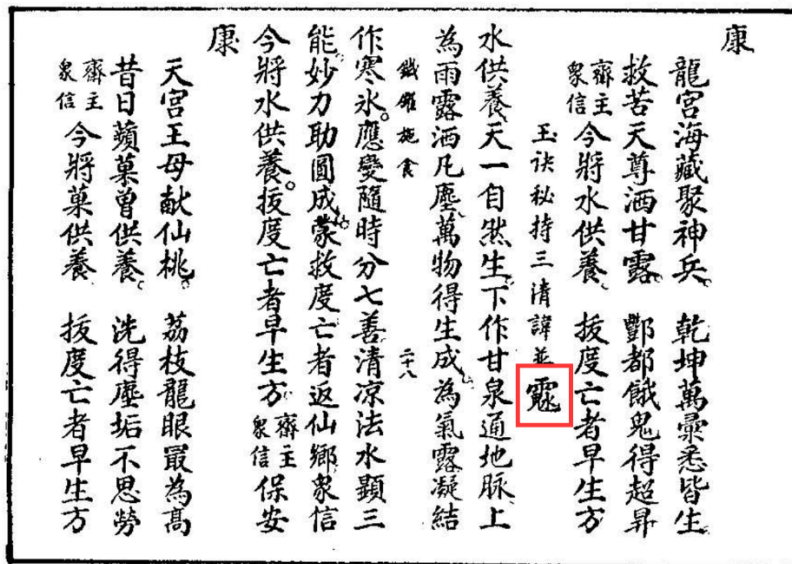 康
龍宮海藏聚神兵。 乾坤萬彙悉皆生。
救苦天尊洒甘露。 酆都餓鬼得超昇
齋主衆信今將水供養。 拔度亡者早生方
玉訣秘持三清諱並
水供養。天一自然生下作甘泉通地脉上
為雨露洒凡塵萬物得生成。為氣露凝結
鐵鑵施食 二十八
作寒氷。應變隨時分七善清凉法水顯三
能。妙力助圓成。蒙救度亡者返仙鄉衆信
今將水供養。拔度亡者早生方。齋主衆信保安
康
天宮王母献仙桃。 荔枝龍眼最為高
昔日蘋菓曾供養。 洗得塵垢不思勞
齋主衆信今將菓供養 拔度亡者早生方